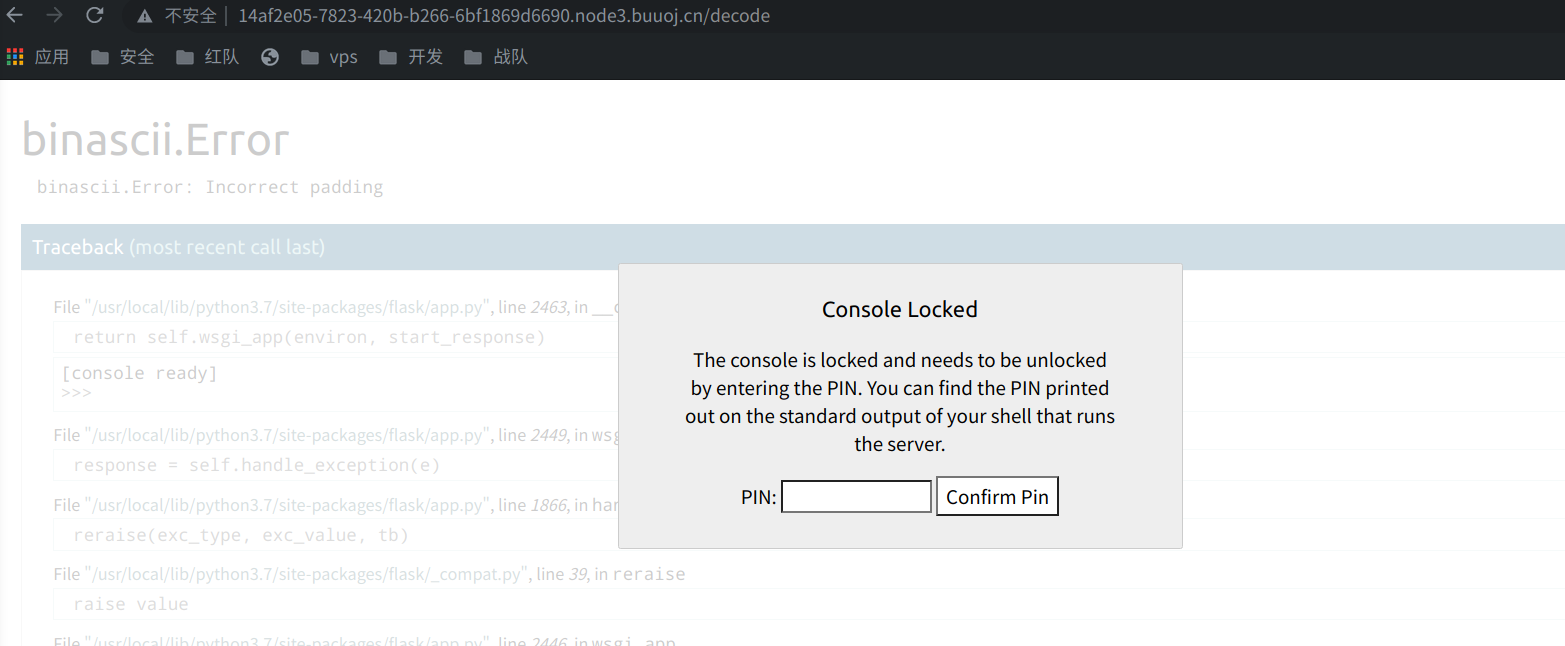 不安全 | 14af2e05-7823-420b-b266-6bf1869d6690.node3.buuoj.cn/decode
应用 安全 红队 vps 开发 战队
binascii.Error
binascii.Error: Incorrect padding
Traceback (most recent call last)
File "/usr/local/lib/python3.7/site-packages/flask/app.py", line 2463, in
return self.wsgi_app(environ, start_response)
[console ready]
>>>
File "/usr/local/lib/python3.7/site-packages/flask/app.py", line 2449, in
response = self.handle_exception(e)
File "/usr/local/lib/python3.7/site-packages/flask/app.py", line 1866, in
reraise(exc_type, exc_value, tb)
File "/usr/local/lib/python3.7/site-packages/flask/_compat.py", line 39, in reraise
raise value
File "/usr/local/lib/python3.7/site-packages/flask/app.py", line 2446, in wsgi_app
Console Locked
The console is locked and needs to be unlocked
by entering the PIN. You can find the PIN printed
out on the standard output of your shell that runs
the server.
PIN: Confirm Pin